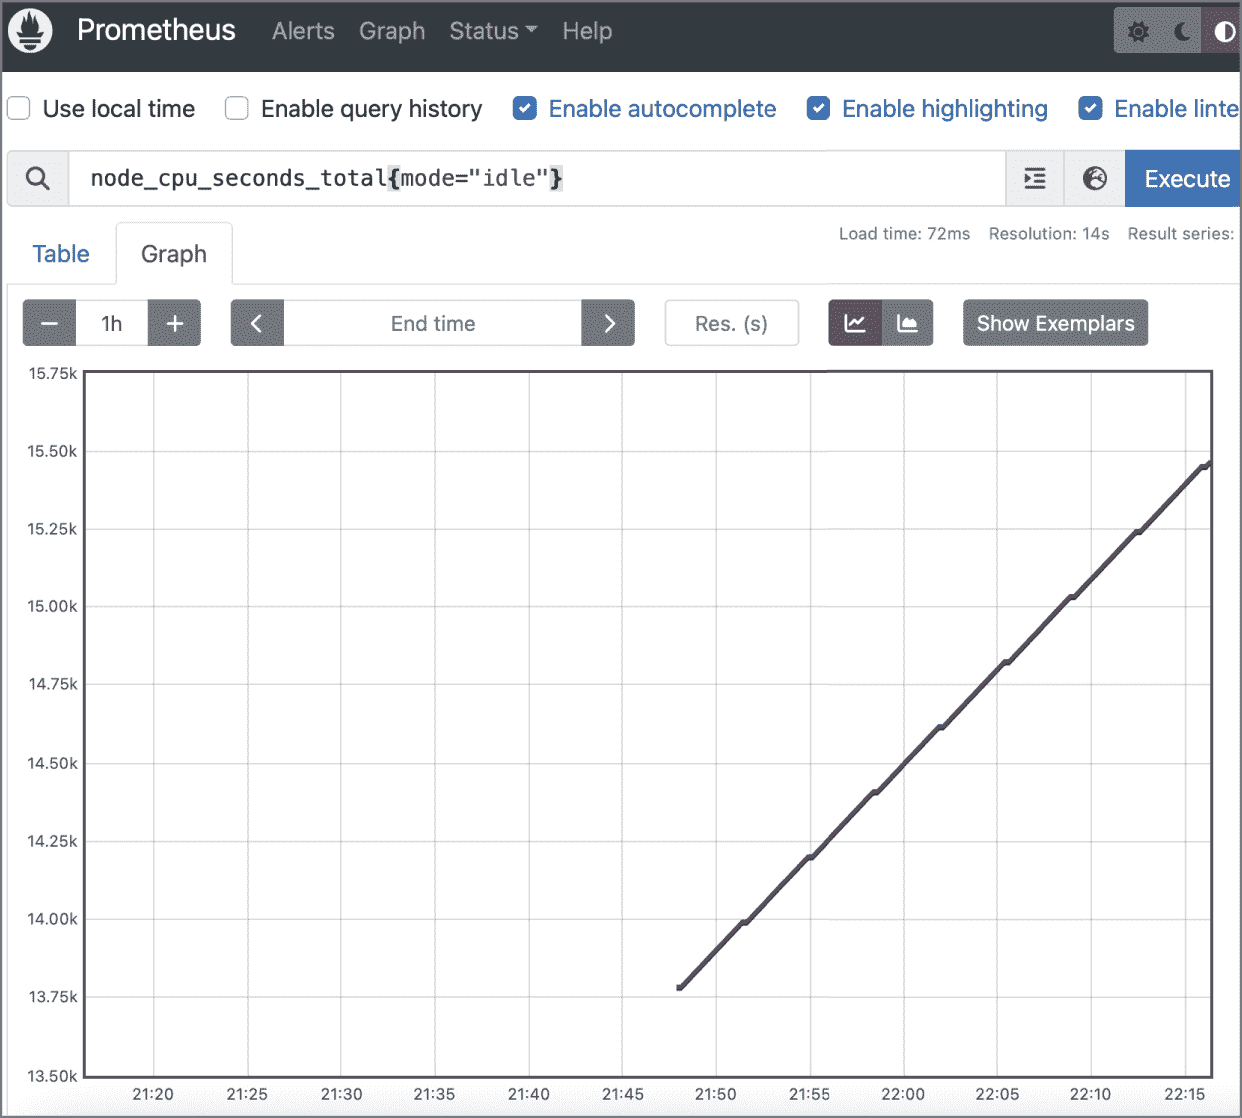 Prometheus Alerts Graph Status Help
Use local time Enable query history Enable autocomplete Enable highlighting Enable linte
node_cpu_seconds_total{mode="idle"} Execute
Load time: 72ms Resolution: 14s Result series:
Table Graph
− 1h + End time Res. (s) Show Exemplars
15.75k
15.50k
15.25k
15.00k
14.75k
14.50k
14.25k
14.00k
13.75k
13.50k
21:20 21:25 21:30 21:35 21:40 21:45 21:50 21:55 22:00 22:05 22:10 22:15